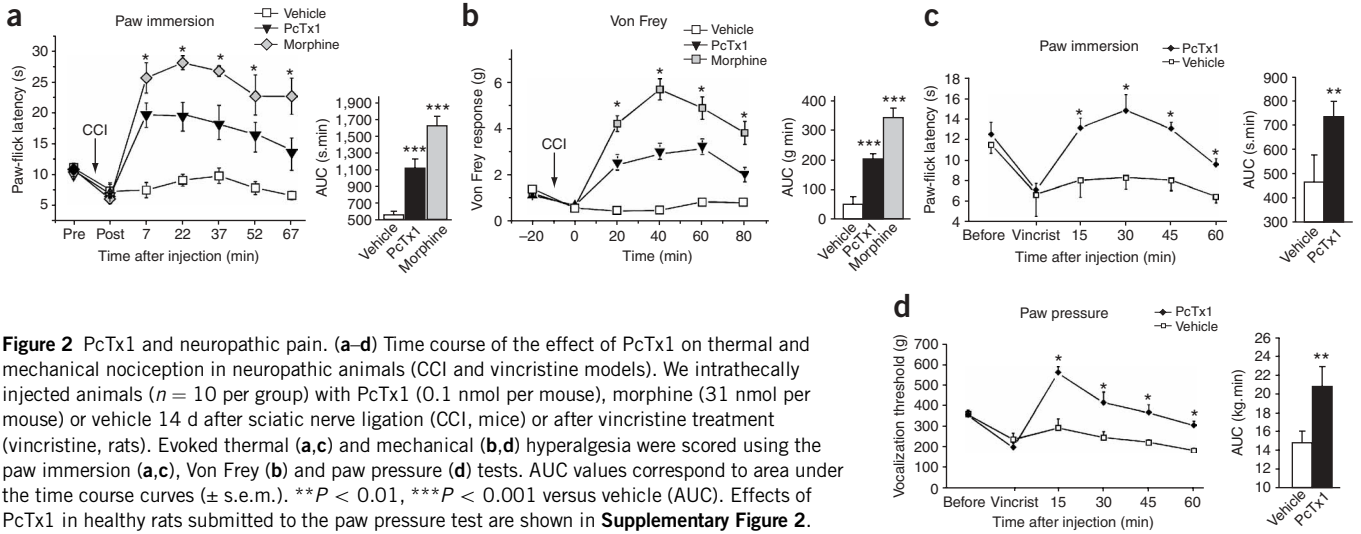 a
Paw immersion
Vehicle
PcTx1
Morphine
Paw-flick latency (s)
35
30
25
20
15
10
5
CCI
* * * * *
Pre Post 7 22 37 52 67
Time after injection (min)
AUC (s.min)
1,900
1,700
1,500
1,300
1,100
900
700
500
*** ***
Vehicle
PcTx1
Morphine
b
Von Frey
Vehicle
PcTx1
Morphine
Von Frey response (g)
8
6
4
2
0
CCI
* * * *
–20 0 20 40 60 80
Time (min)
AUC (g min)
400
300
200
100
0
*** ***
Vehicle
PcTx1
Morphine
c
Paw immersion
PcTx1
Vehicle
Paw-flick latency (s)
18
16
14
12
10
8
6
4
* * * *
Before Vincrist 15 30 45 60
Time after injection (min)
AUC (s.min)
900
800
700
600
500
400
300
**
Vehicle
PcTx1
d
Paw pressure
PcTx1
Vehicle
Vocalization threshold (g)
700
600
500
400
300
200
100
0
* * * *
Before Vincrist 15 30 45 60
Time after injection (min)
AUC (kg.min)
26
24
22
20
18
16
14
12
10
**
Vehicle
PcTx1
Figure 2 PcTx1 and neuropathic pain. (a–d) Time course of the effect of PcTx1 on thermal and
mechanical nociception in neuropathic animals (CCI and vincristine models). We intrathecally
injected animals (n = 10 per group) with PcTx1 (0.1 nmol per mouse), morphine (31 nmol per
mouse) or vehicle 14 d after sciatic nerve ligation (CCI, mice) or after vincristine treatment
(vincristine, rats). Evoked thermal (a,c) and mechanical (b,d) hyperalgesia were scored using the
paw immersion (a,c), Von Frey (b) and paw pressure (d) tests. AUC values correspond to area under
the time course curves (± s.e.m.). **P < 0.01, ***P < 0.001 versus vehicle (AUC). Effects of
PcTx1 in healthy rats submitted to the paw pressure test are shown in Supplementary Figure 2.